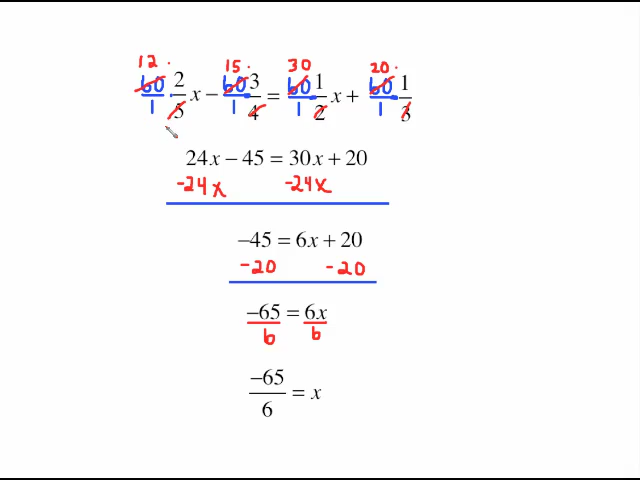 12 · 15 · 30 20 ·
60/1 · 2/5 x − 60/1 · 3/4 = 60/1 · 1/2 x + 60/1 · 1/3
24x − 45 = 30x + 20
-24x -24x
−45 = 6x + 20
-20 -20
−65 = 6x
6 6
−65/6 = x